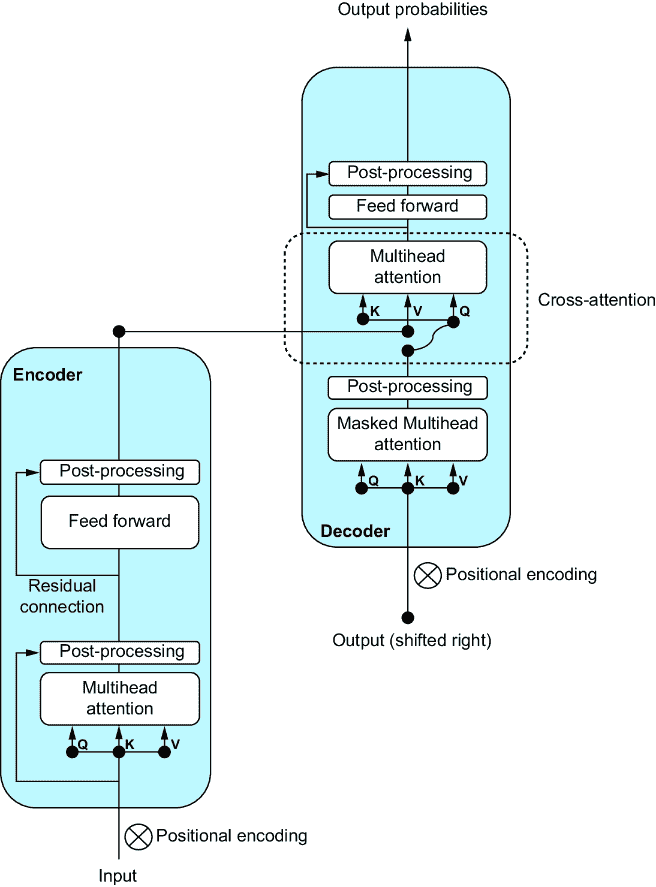 Output probabilities
Post-processing
Feed forward
Multihead
attention
K V Q
Cross-attention
Encoder
Post-processing
Masked Multihead
attention
Q K V
Decoder
Post-processing
Feed forward
Residual
connection
Positional encoding
Output (shifted right)
Post-processing
Multihead
attention
Q K V
Positional encoding
Input